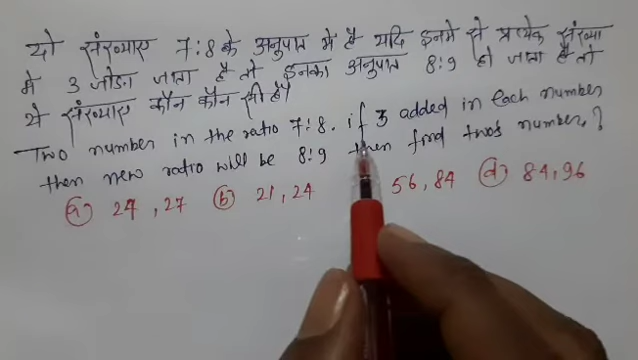 दो संख्याए 7:8 के अनुपात में है यदि इनमे से प्रत्येक संख्या
मे 3 जोडा जाता है तो इनका अनुपात 8:9 हो जाता है तो
ये संख्याए कौन कौन सी है।
Two number in the ratio 7:8. if 3 added in each number
then new ratio will be 8:9 then find two number.?
(a) 24, 27 (b) 21, 24 56, 84 (d) 84, 96